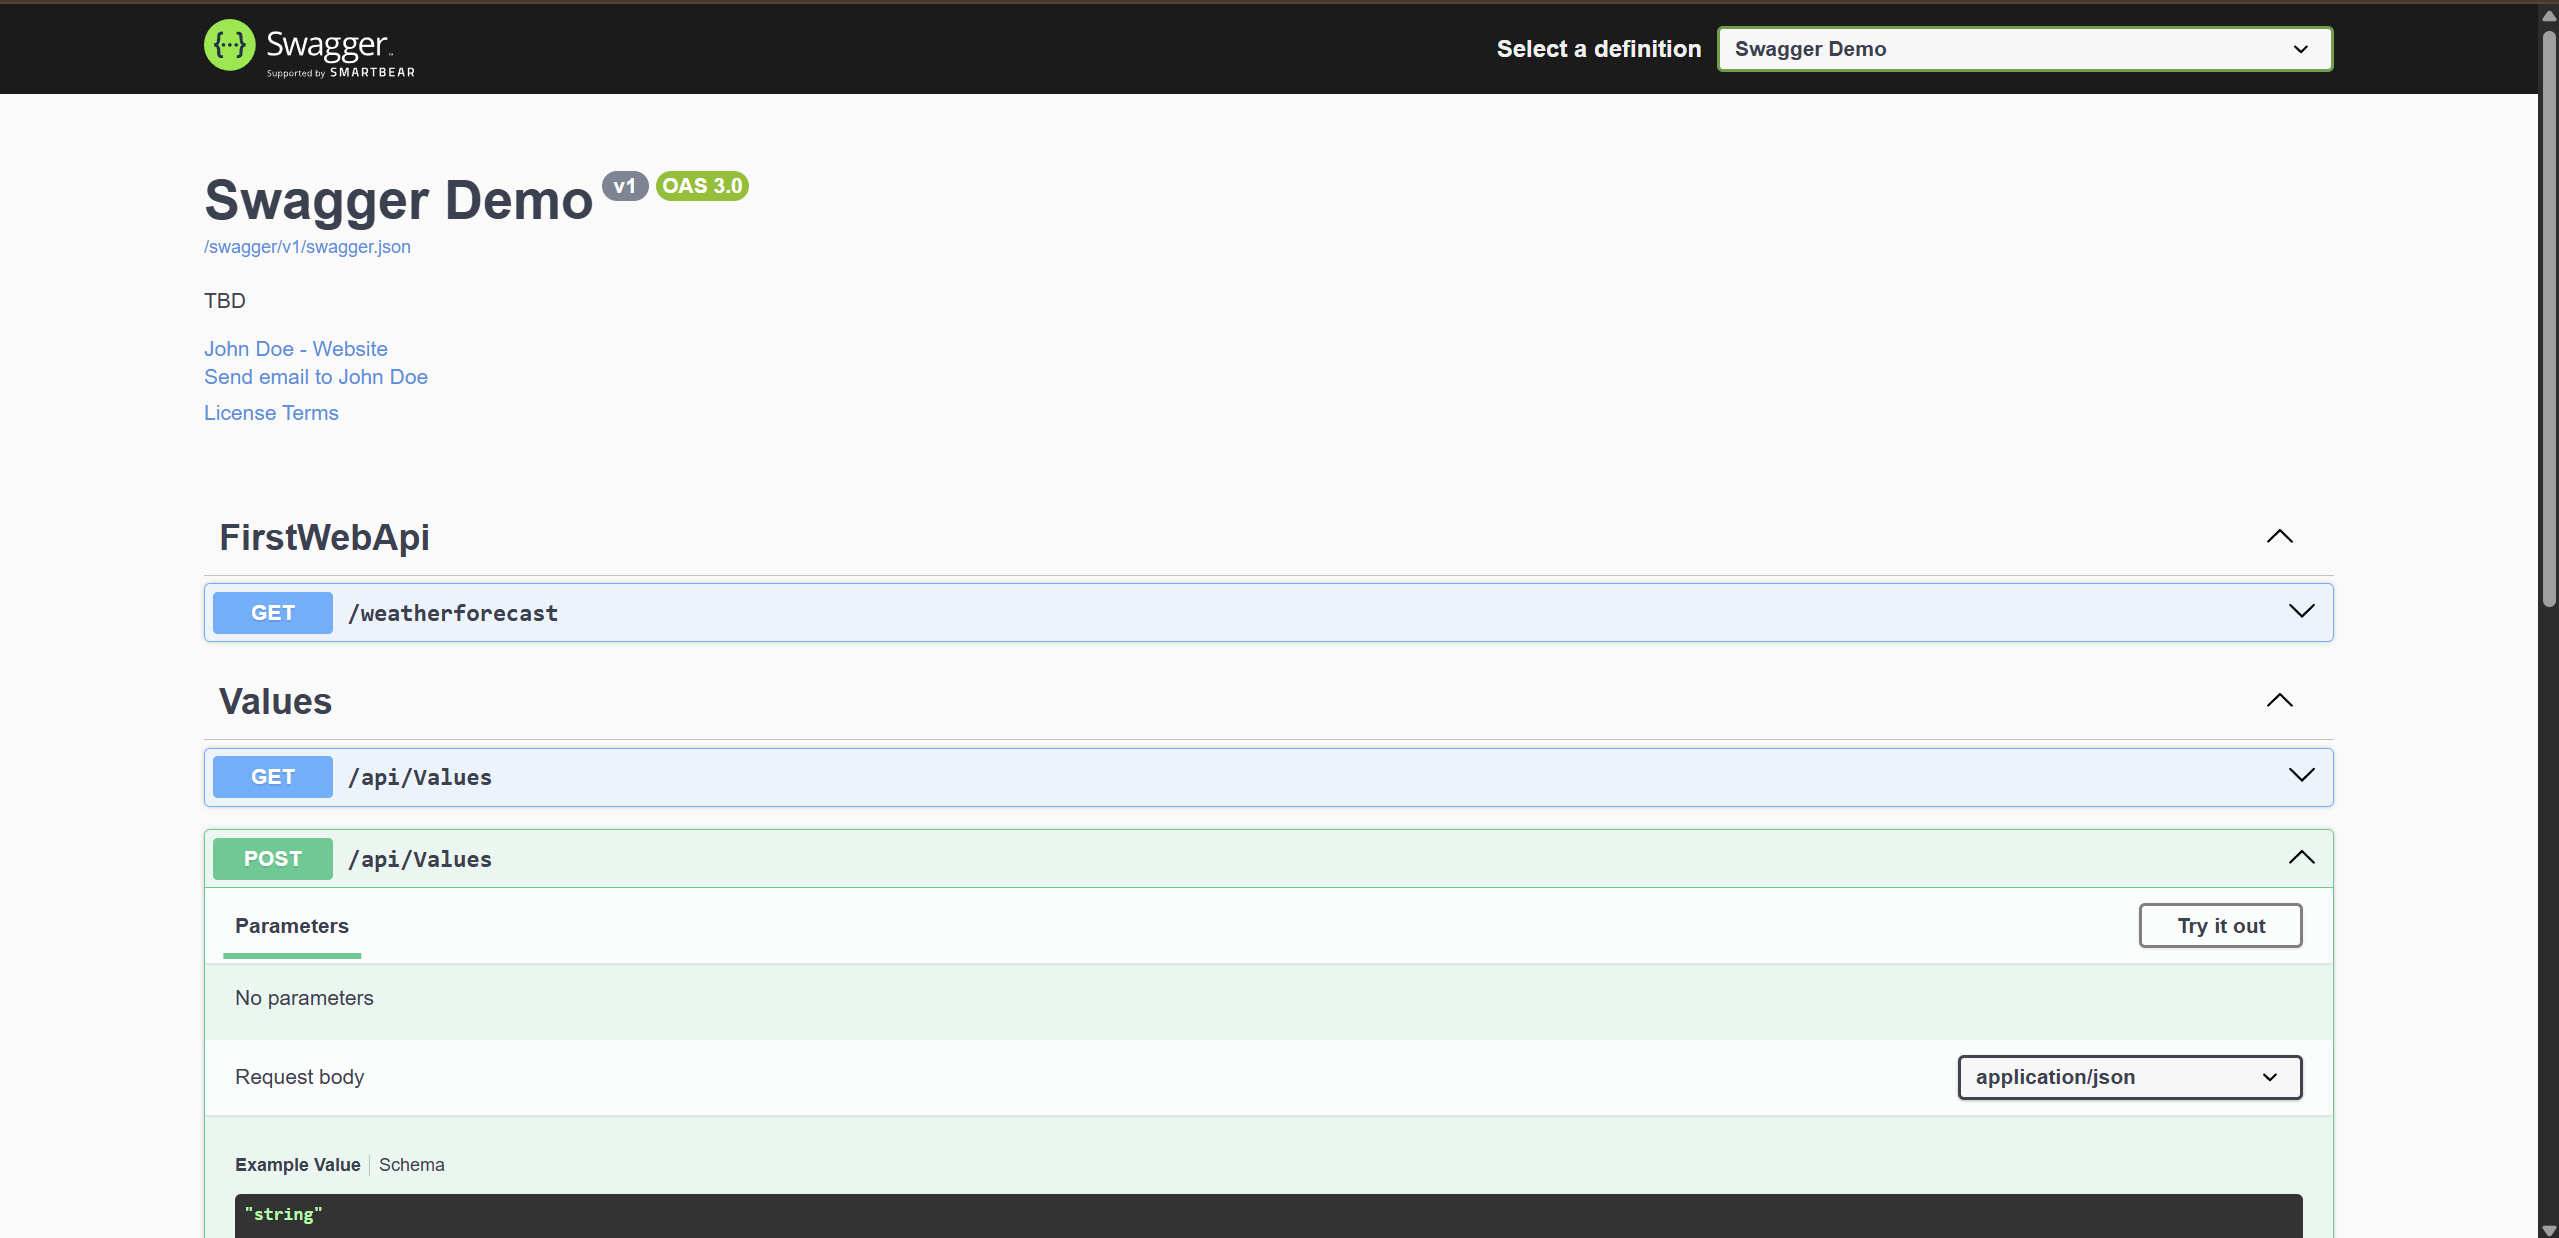 {···} Swagger™
Supported by SMARTBEAR
Select a definition
Swagger Demo
Swagger Demo v1 OAS 3.0
/swagger/v1/swagger.json
TBD
John Doe - Website
Send email to John Doe
License Terms
FirstWebApi
GET /weatherforecast
Values
GET /api/Values
POST /api/Values
Parameters
Try it out
No parameters
Request body
application/json
Example Value Schema
"string"